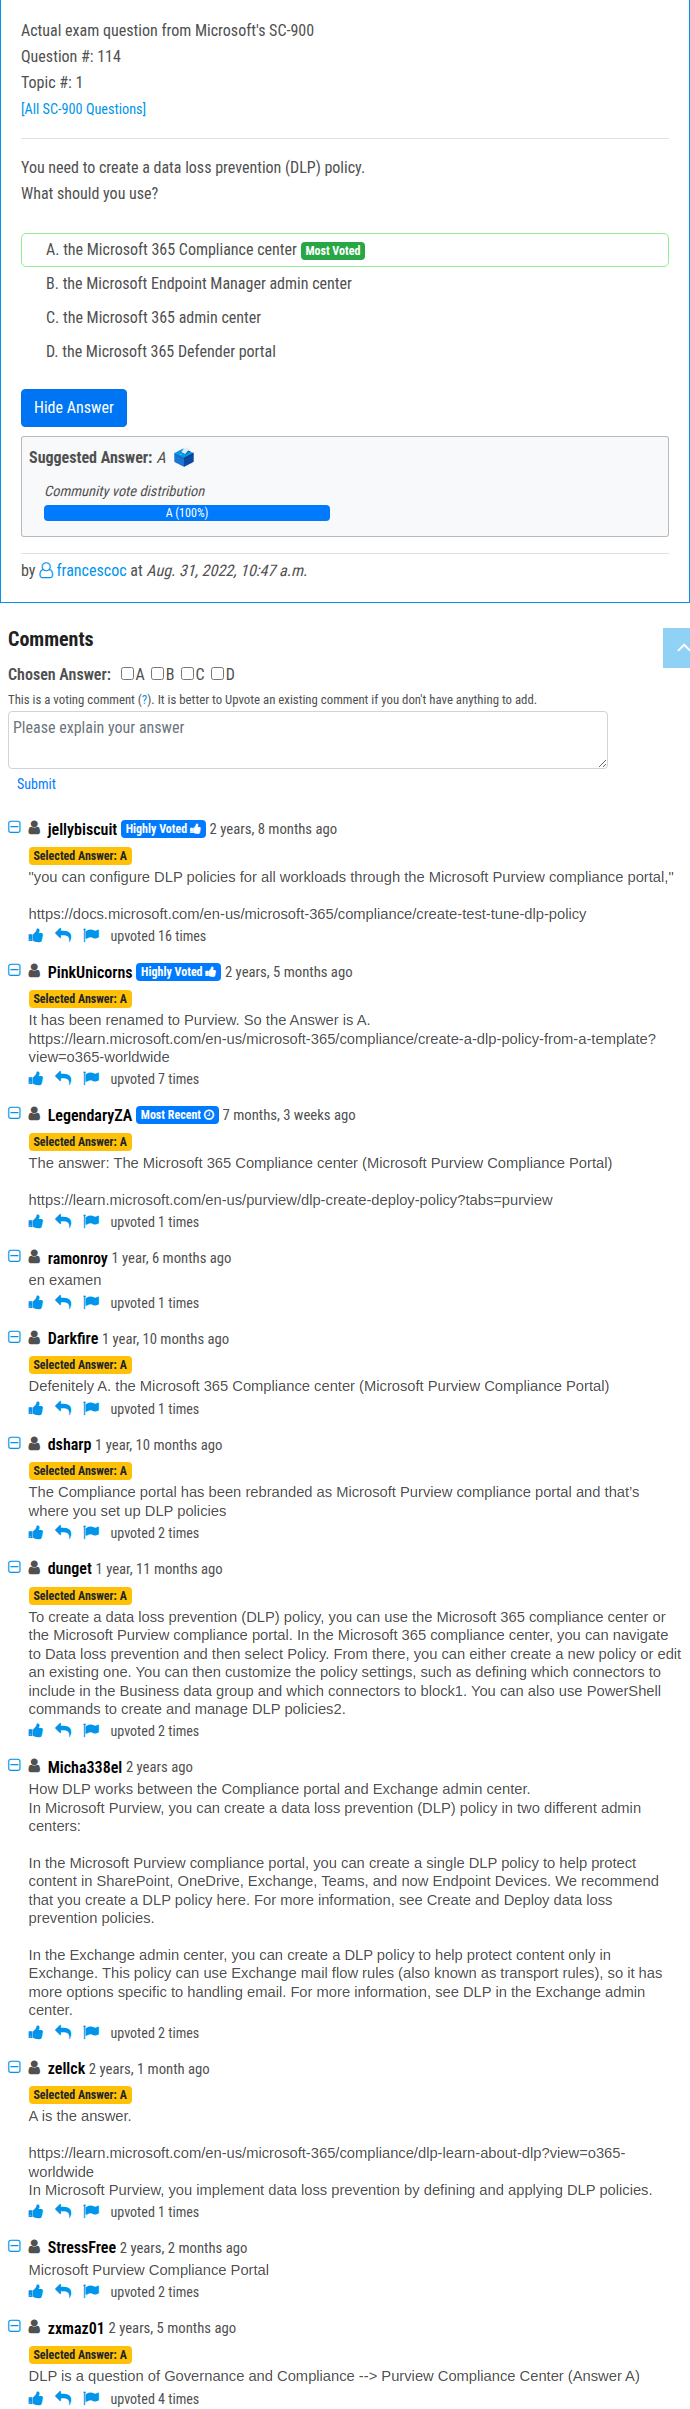 Actual exam question from Microsoft's SC-900
Question #: 114
Topic #: 1
[All SC-900 Questions]
You need to create a data loss prevention (DLP) policy.
What should you use?
A. the Microsoft 365 Compliance center Most Voted
B. the Microsoft Endpoint Manager admin center
C. the Microsoft 365 admin center
D. the Microsoft 365 Defender portal
Hide Answer
Suggested Answer: A
Community vote distribution
A (100%)
by francescoc at Aug. 31, 2022, 10:47 a.m.
Comments
Chosen Answer: A B C D
This is a voting comment (?). It is better to Upvote an existing comment if you don't have anything to add.
Please explain your answer
Submit
jellybiscuit Highly Voted 2 years, 8 months ago
Selected Answer: A
"you can configure DLP policies for all workloads through the Microsoft Purview compliance portal,"
https://docs.microsoft.com/en-us/microsoft-365/compliance/create-test-tune-dlp-policy
upvoted 16 times
PinkUnicorns Highly Voted 2 years, 5 months ago
Selected Answer: A
It has been renamed to Purview. So the Answer is A.
https://learn.microsoft.com/en-us/microsoft-365/compliance/create-a-dlp-policy-from-a-template?
view=o365-worldwide
upvoted 7 times
LegendaryZA Most Recent 7 months, 3 weeks ago
Selected Answer: A
The answer: The Microsoft 365 Compliance center (Microsoft Purview Compliance Portal)
https://learn.microsoft.com/en-us/purview/dlp-create-deploy-policy?tabs=purview
upvoted 1 times
ramonroy 1 year, 6 months ago
en examen
upvoted 1 times
Darkfire 1 year, 10 months ago
Selected Answer: A
Defenitely A. the Microsoft 365 Compliance center (Microsoft Purview Compliance Portal)
upvoted 1 times
dsharp 1 year, 10 months ago
Selected Answer: A
The Compliance portal has been rebranded as Microsoft Purview compliance portal and that's
where you set up DLP policies
upvoted 2 times
dunget 1 year, 11 months ago
Selected Answer: A
To create a data loss prevention (DLP) policy, you can use the Microsoft 365 compliance center or
the Microsoft Purview compliance portal. In the Microsoft 365 compliance center, you can navigate
to Data loss prevention and then select Policy. From there, you can either create a new policy or edit
an existing one. You can then customize the policy settings, such as defining which connectors to
include in the Business data group and which connectors to block1. You can also use PowerShell
commands to create and manage DLP policies2.
upvoted 2 times
Micha338el 2 years ago
How DLP works between the Compliance portal and Exchange admin center.
In Microsoft Purview, you can create a data loss prevention (DLP) policy in two different admin
centers:
In the Microsoft Purview compliance portal, you can create a single DLP policy to help protect
content in SharePoint, OneDrive, Exchange, Teams, and now Endpoint Devices. We recommend
that you create a DLP policy here. For more information, see Create and Deploy data loss
prevention policies.
In the Exchange admin center, you can create a DLP policy to help protect content only in
Exchange. This policy can use Exchange mail flow rules (also known as transport rules), so it has
more options specific to handling email. For more information, see DLP in the Exchange admin
center.
upvoted 2 times
zellck 2 years, 1 month ago
Selected Answer: A
A is the answer.
https://learn.microsoft.com/en-us/microsoft-365/compliance/dlp-learn-about-dlp?view=o365-
worldwide
In Microsoft Purview, you implement data loss prevention by defining and applying DLP policies.
upvoted 1 times
StressFree 2 years, 2 months ago
Microsoft Purview Compliance Portal
upvoted 2 times
zxmaz01 2 years, 5 months ago
Selected Answer: A
DLP is a question of Governance and Compliance --> Purview Compliance Center (Answer A)
upvoted 4 times